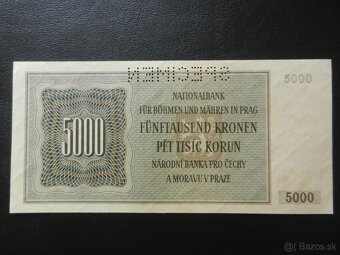 SPECIMEN
5000
NATIONALBANK
FÜR BÖHMEN UND MÄHREN IN PRAG
FÜNFTAUSEND KRONEN
PĚT TISÍC KORUN
NÁRODNÍ BANKA PRO ČECHY
A MORAVU V PRAZE
5000
5000
Bazos.sk